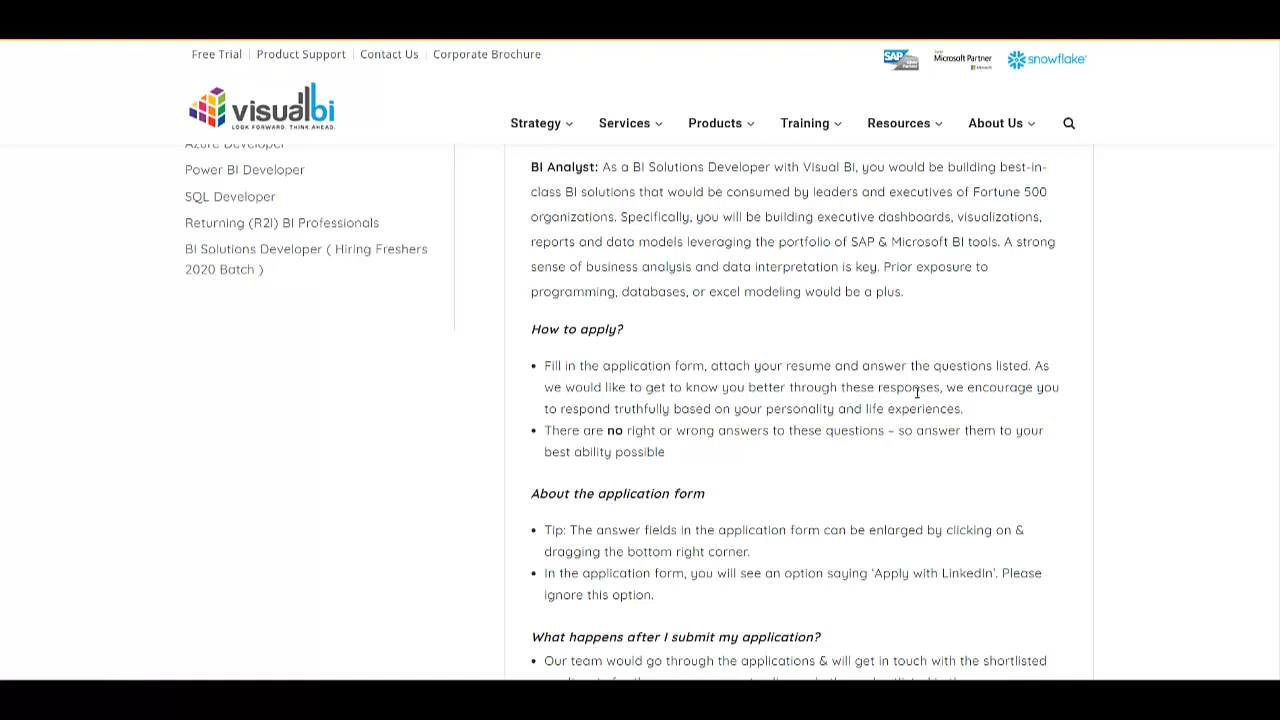 Free Trial
Product Support
Contact Us
Corporate Brochure
SAP
Microsoft Partner
snowflake
visualbi
LOOK FORWARD. THINK AHEAD.
Strategy
Services
Products
Training
Resources
About Us
Azure Developer
Power BI Developer
SQL Developer
Returning (R2I) BI Professionals
BI Solutions Developer ( Hiring Freshers
2020 Batch )
BI Analyst: As a BI Solutions Developer with Visual Bi, you would be building best-in-
class BI solutions that would be consumed by leaders and executives of Fortune 500
organizations. Specifically, you will be building executive dashboards, visualizations,
reports and data models leveraging the portfolio of SAP & Microsoft BI tools. A strong
sense of business analysis and data interpretation is key. Prior exposure to
programming, databases, or excel modeling would be a plus.
How to apply?
• Fill in the application form, attach your resume and answer the questions listed. As
we would like to get to know you better through these responses, we encourage you
to respond truthfully based on your personality and life experiences.
• There are no right or wrong answers to these questions – so answer them to your
best ability possible
About the application form
• Tip: The answer fields in the application form can be enlarged by clicking on &
dragging the bottom right corner.
• In the application form, you will see an option saying ‘Apply with LinkedIn’. Please
ignore this option.
What happens after I submit my application?
• Our team would go through the applications & will get in touch with the shortlisted